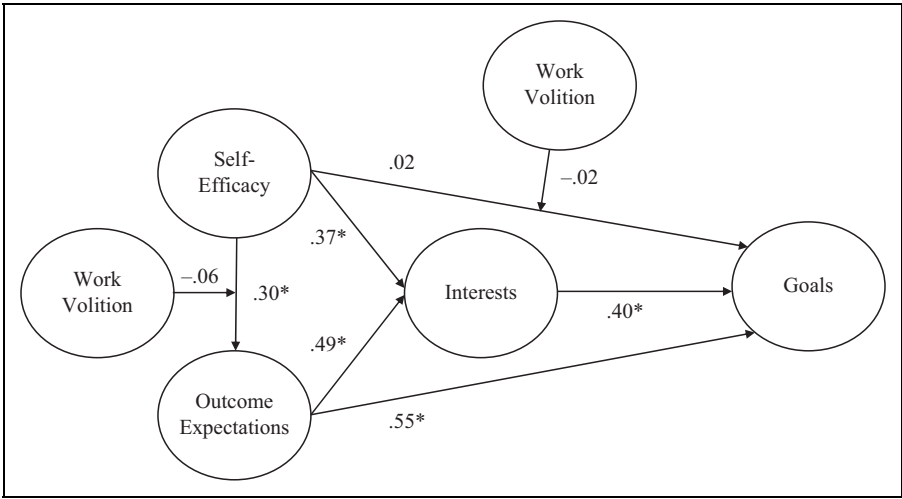 Work
Volition
Self-
Efficacy
.02
–.02
.37*
Work
Volition
–.06
.30*
Interests
Goals
.40*
.49*
Outcome
Expectations
.55*